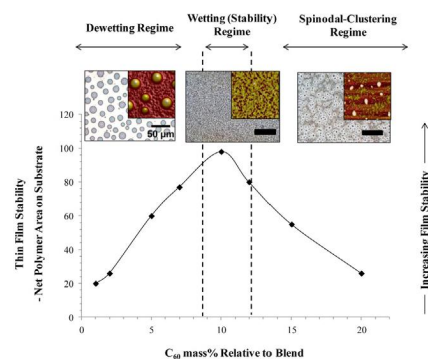 Dewetting Regime
Wetting (Stability)
Regime
Spinodal-Clustering
Regime
50 µm
Thin Film Stability
- Net Polymer Area on Substrate
120
100
80
60
40
20
0
0
5
10
15
20
C₆₀ mass% Relative to Blend
Increasing Film Stability